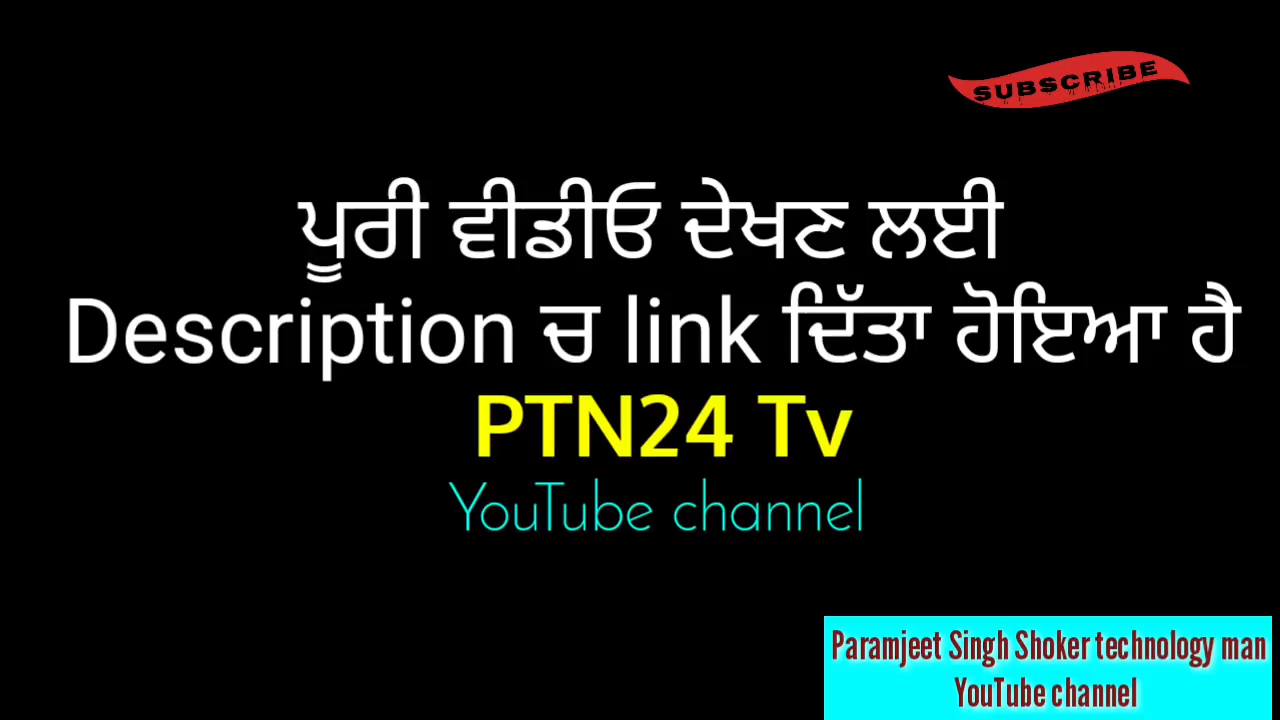 SUBSCRIBE
ਪੂਰੀ ਵੀਡੀਓ ਦੇਖਣ ਲਈ
Description ਚ link ਦਿੱਤਾ ਹੋਇਆ ਹੈ
PTN24 Tv
YouTube channel
Paramjeet Singh Shoker technology man
YouTube channel